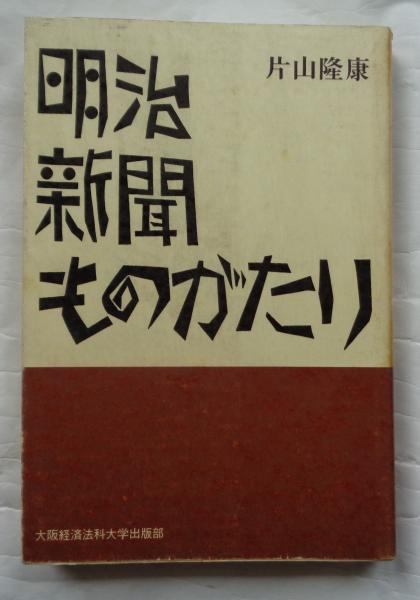 片山隆康
明治
新聞
ものがたり
大阪経済法科大学出版部